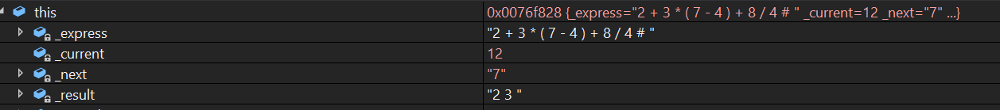 this 0x0076f828 {_express="2 + 3 * ( 7 - 4 ) + 8 / 4 # " _current=12 _next="7" ...}
_express "2 + 3 * ( 7 - 4 ) + 8 / 4 # "
_current 12
_next "7"
_result "2 3 "